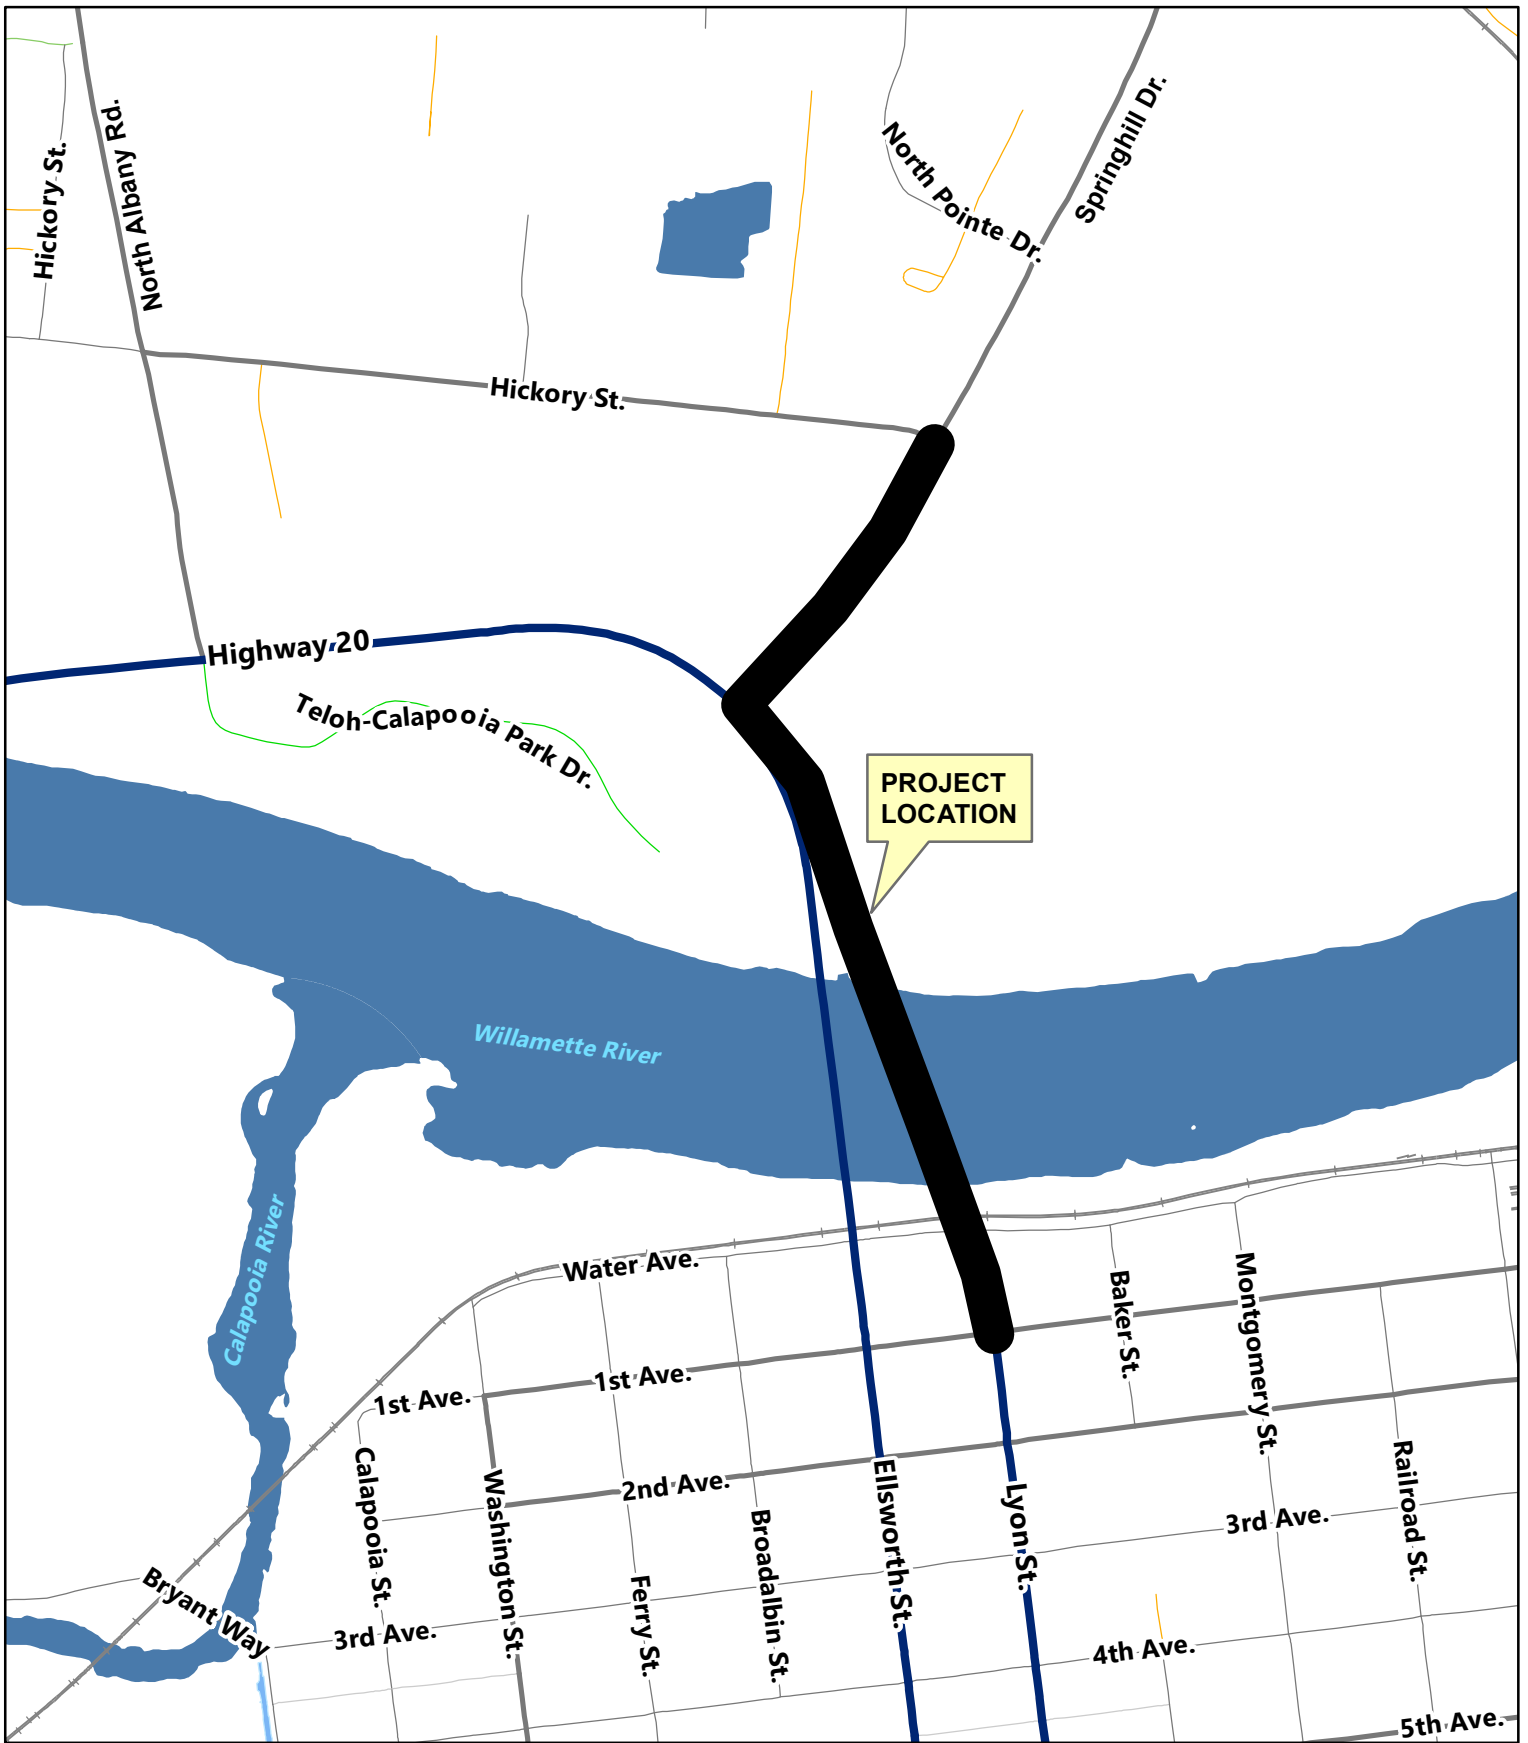 North Albany Rd.
Hickory St.
Springhill Dr.
North Pointe Dr.
Hickory St.
Highway 20
Teloh-Calapooia Park Dr.
PROJECT
LOCATION
Willamette River
Calapooia River
Water Ave.
Baker St.
Montgomery St.
1st Ave.
1st Ave.
2nd Ave.
Calapooia St.
Washington St.
Ferry St.
Broadalbin St.
Ellsworth St.
Lyon St.
Railroad St.
3rd Ave.
Bryant Way
3rd Ave.
4th Ave.
5th Ave.